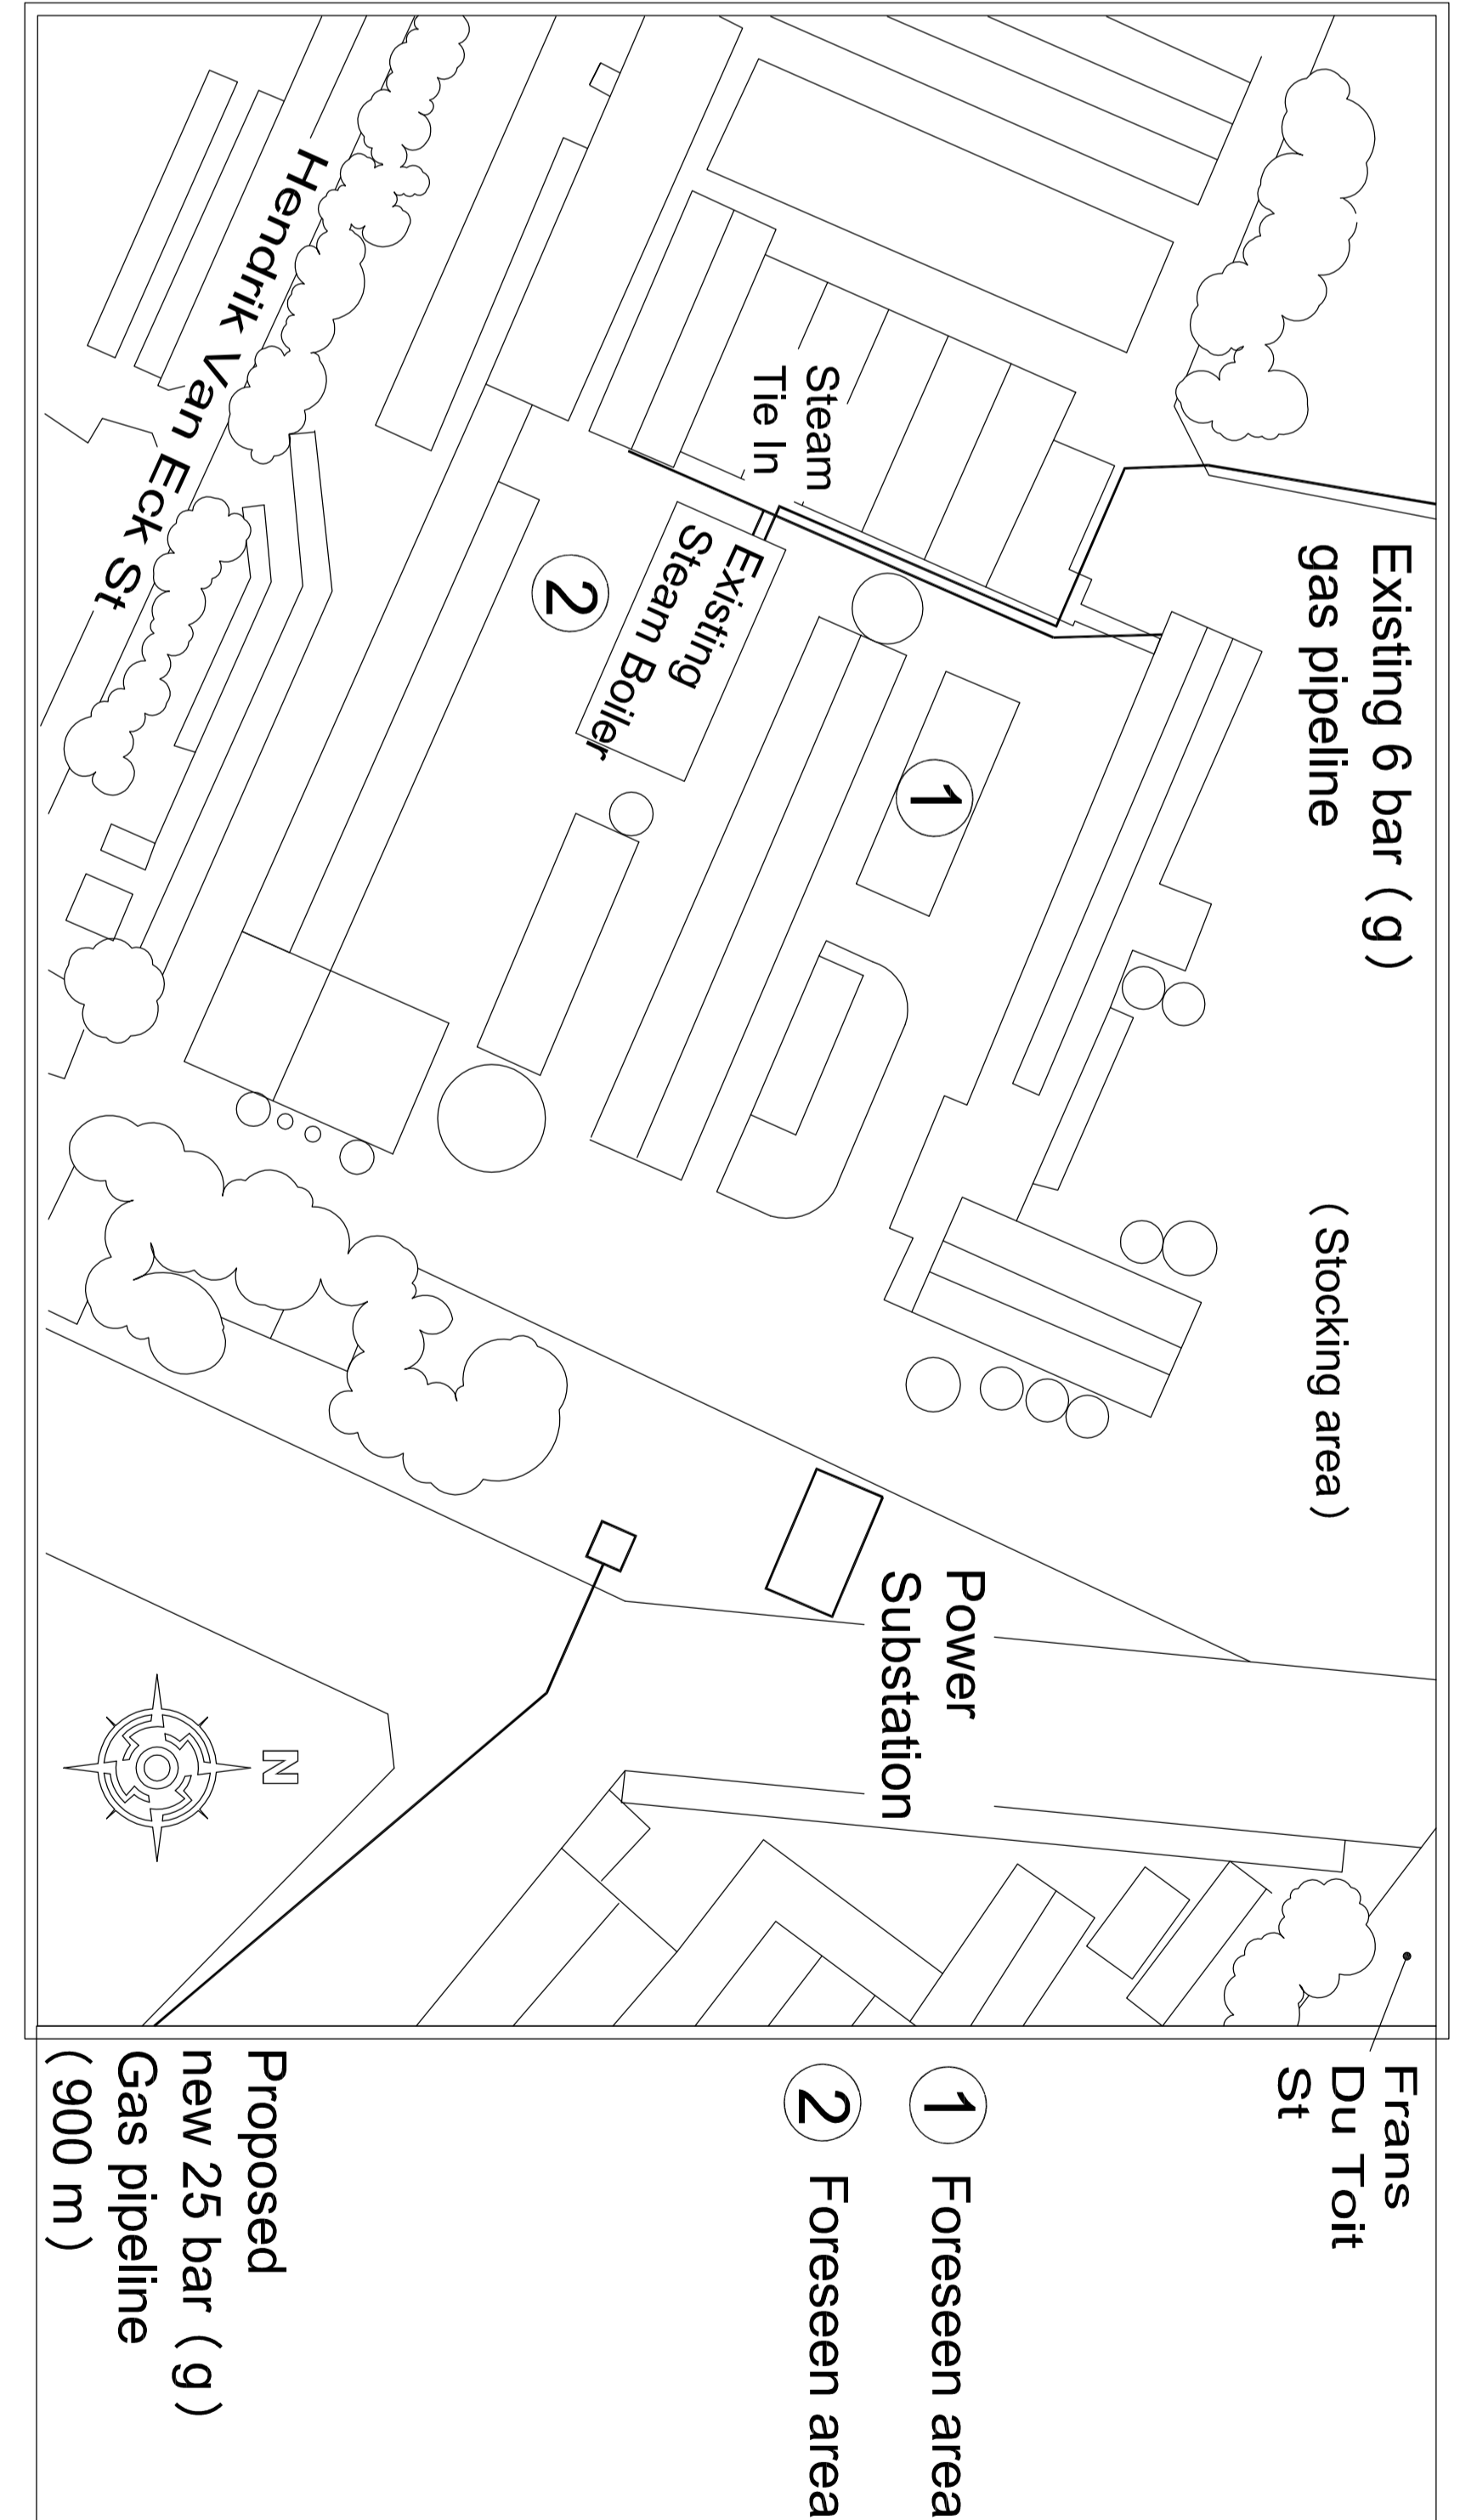 Existing 6 bar (g)
gas pipeline
(Stocking area)
Hendrik Van Eck St
Steam
Tie In
Existing
Steam Boiler
1
2
Power
Substation
N
Frans
Du Toit
St
1 Foreseen area
2 Foreseen area
Proposed
new 25 bar (g)
Gas pipeline
(900 m)